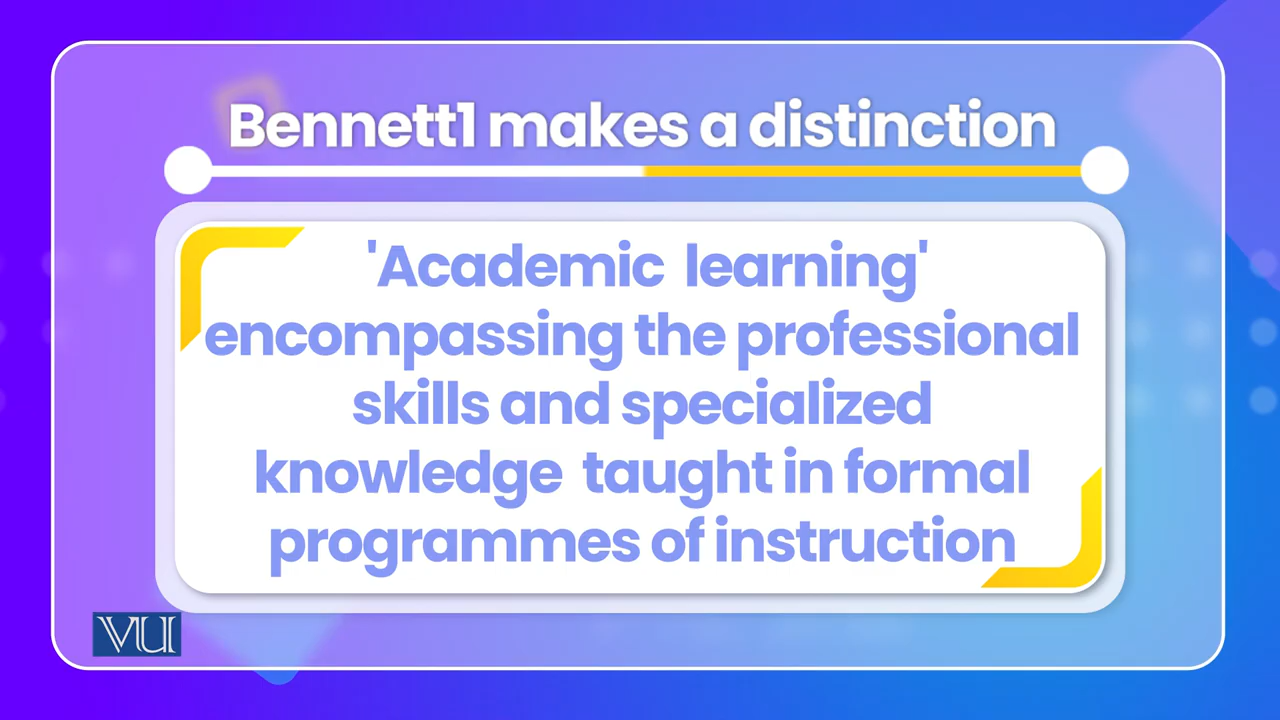 Bennett1 makes a distinction
'Academic learning'
encompassing the professional
skills and specialized
knowledge taught in formal
programmes of instruction
VU